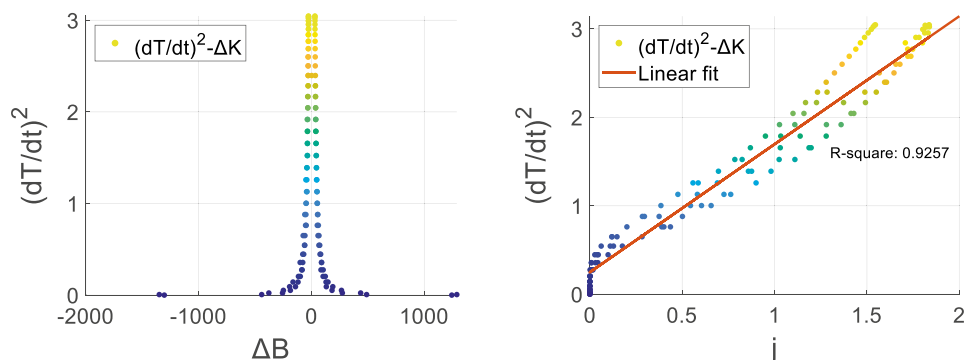 (dT/dt)²-ΔK
(dT/dt)²
3
2
1
0
-2000
-1000
0
1000
ΔB
(dT/dt)²-ΔK
Linear fit
R-square: 0.9257
(dT/dt)²
3
2
1
0
0
0.5
1
1.5
2
j